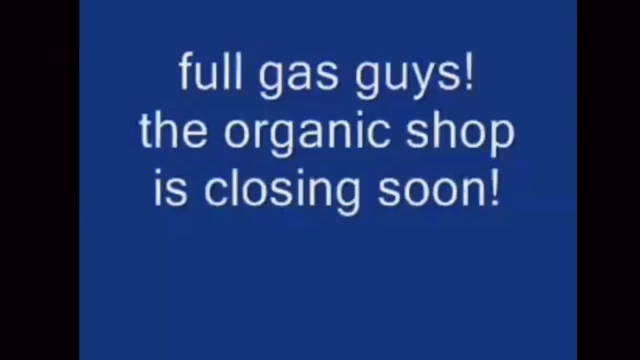 full gas guys!
the organic shop
is closing soon!